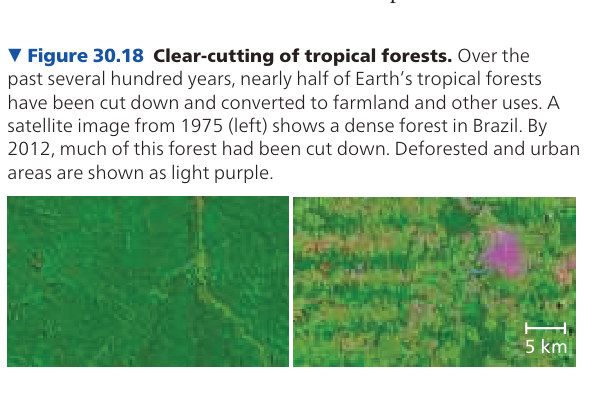 ▼ Figure 30.18 Clear-cutting of tropical forests. Over the
past several hundred years, nearly half of Earth’s tropical forests
have been cut down and converted to farmland and other uses. A
satellite image from 1975 (left) shows a dense forest in Brazil. By
2012, much of this forest had been cut down. Deforested and urban
areas are shown as light purple.
5 km